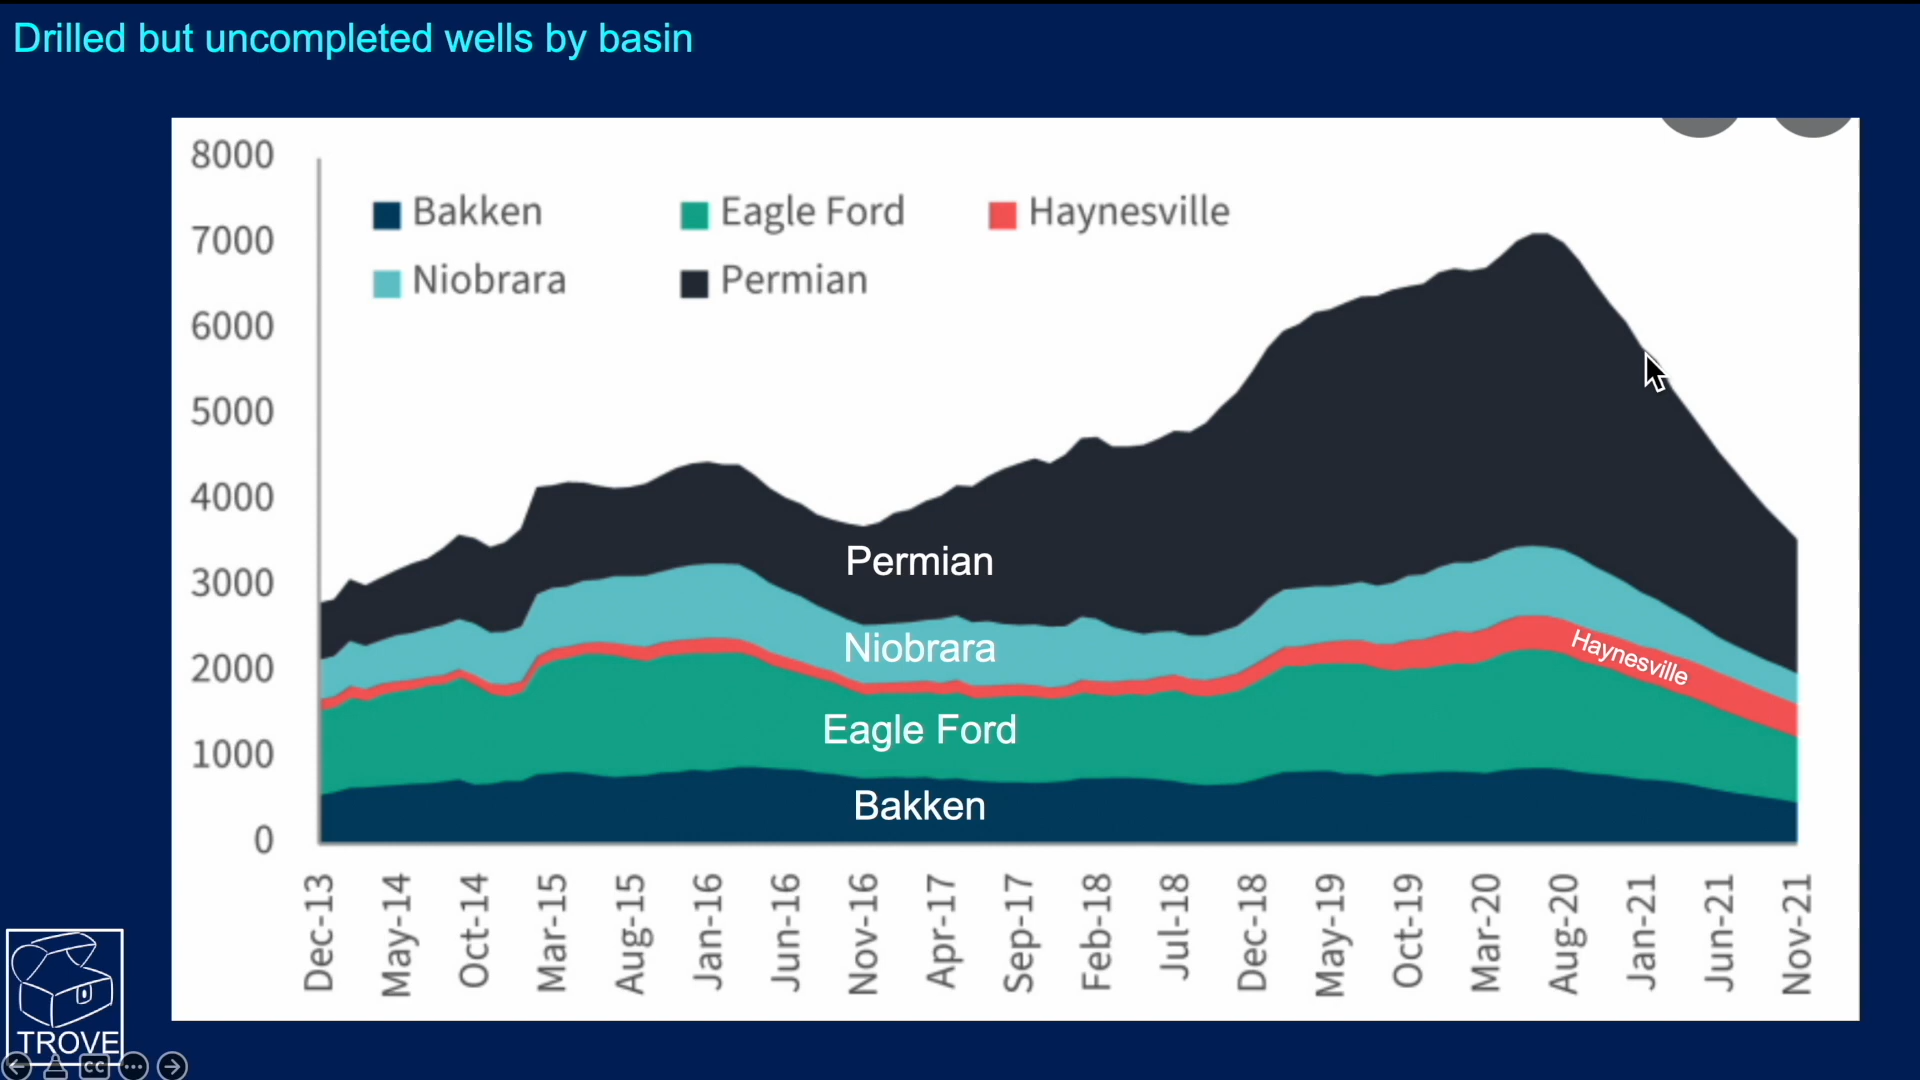 Drilled but uncompleted wells by basin
8000
7000
6000
5000
4000
3000
2000
1000
0
Bakken
Eagle Ford
Haynesville
Niobrara
Permian
Permian
Niobrara
Haynesville
Eagle Ford
Bakken
Dec-13
May-14
Oct-14
Mar-15
Aug-15
Jan-16
Jun-16
Nov-16
Apr-17
Sep-17
Feb-18
Jul-18
Dec-18
May-19
Oct-19
Mar-20
Aug-20
Jan-21
Jun-21
Nov-21
TROVE
CC